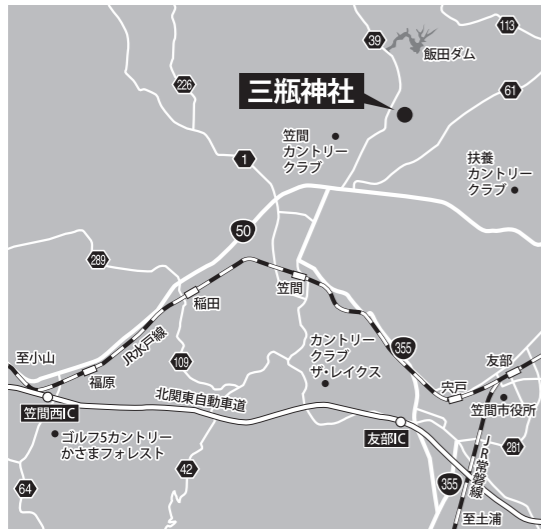 113
39
飯田ダム
226
61
三瓶神社
笠間
カントリー
クラブ
扶養
カントリー
クラブ
1
50
289
稲田
笠間
JR水戸線
109
カントリー
クラブ
ザ・レイクス
355
至小山
福原
友部
宍戸
笠間市役所
笠間西IC
北関東自動車道
友部IC
ゴルフ5カントリー
かさまフォレスト
281
JR常磐線
42
64
355
至土浦